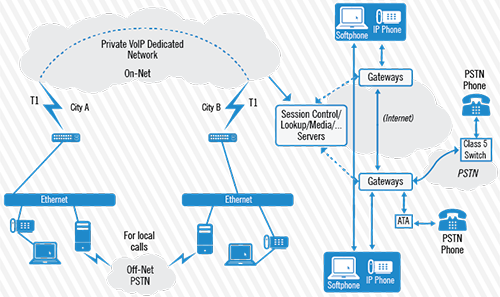 Private VoIP Dedicated
Network
On-Net
T1
City A
City B
T1
Ethernet
Ethernet
For local
calls
Off-Net
PSTN
Softphone
IP Phone
Gateways
Session Control/
Lookup/Media/...
Servers
(Internet)
PSTN
Phone
Class 5
Switch
PSTN
Gateways
ATA
PSTN
Phone
Softphone
IP Phone